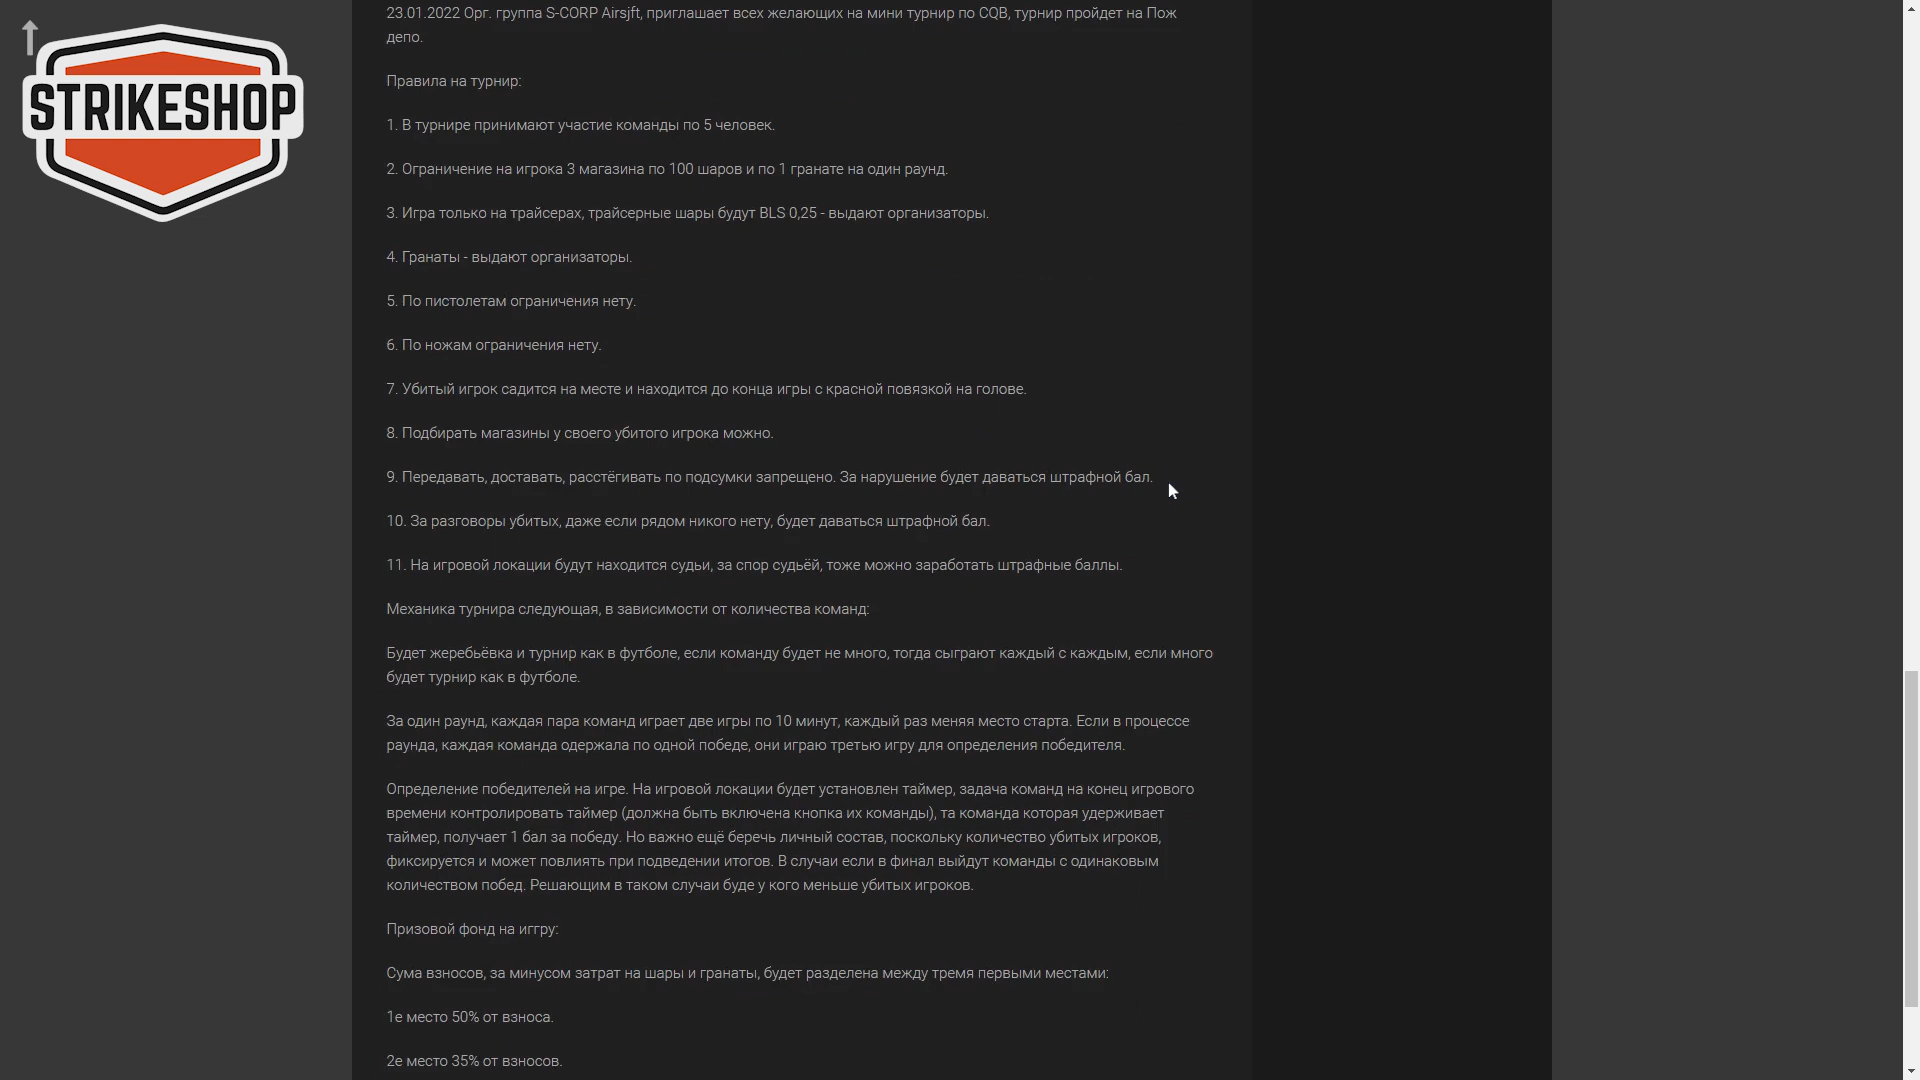 STRIKESHOP
23.01.2022 Орг. группа S-CORP Airsjft, приглашает всех желающих на мини турнир по CQB, турнир пройдет на Пож
депо.
Правила на турнир:
1. В турнире принимают участие команды по 5 человек.
2. Ограничение на игрока 3 магазина по 100 шаров и по 1 гранате на один раунд.
3. Игра только на трайсерах, трайсерные шары будут BLS 0,25 - выдают организаторы.
4. Гранаты - выдают организаторы.
5. По пистолетам ограничения нету.
6. По ножам ограничения нету.
7. Убитый игрок садится на месте и находится до конца игры с красной повязкой на голове.
8. Подбирать магазины у своего убитого игрока можно.
9. Передавать, доставать, расстёгивать по подсумки запрещено. За нарушение будет даваться штрафной бал.
10. За разговоры убитых, даже если рядом никого нету, будет даваться штрафной бал.
11. На игровой локации будут находится судьи, за спор судьёй, тоже можно заработать штрафные баллы.
Механика турнира следующая, в зависимости от количества команд:
Будет жеребьёвка и турнир как в футболе, если команду будет не много, тогда сыграют каждый с каждым, если много
будет турнир как в футболе.
За один раунд, каждая пара команд играет две игры по 10 минут, каждый раз меняя место старта. Если в процессе
раунда, каждая команда одержала по одной победе, они играю третью игру для определения победителя.
Определение победителей на игре. На игровой локации будет установлен таймер, задача команд на конец игрового
времени контролировать таймер (должна быть включена кнопка их команды), та команда которая удерживает
таймер, получает 1 бал за победу. Но важно ещё беречь личный состав, поскольку количество убитых игроков,
фиксируется и может повлиять при подведении итогов. В случаи если в финал выйдут команды с одинаковым
количеством побед. Решающим в таком случаи буде у кого меньше убитых игроков.
Призовой фонд на иггру:
Сума взносов, за минусом затрат на шары и гранаты, будет разделена между тремя первыми местами:
1е место 50% от взноса.
2е место 35% от взносов.